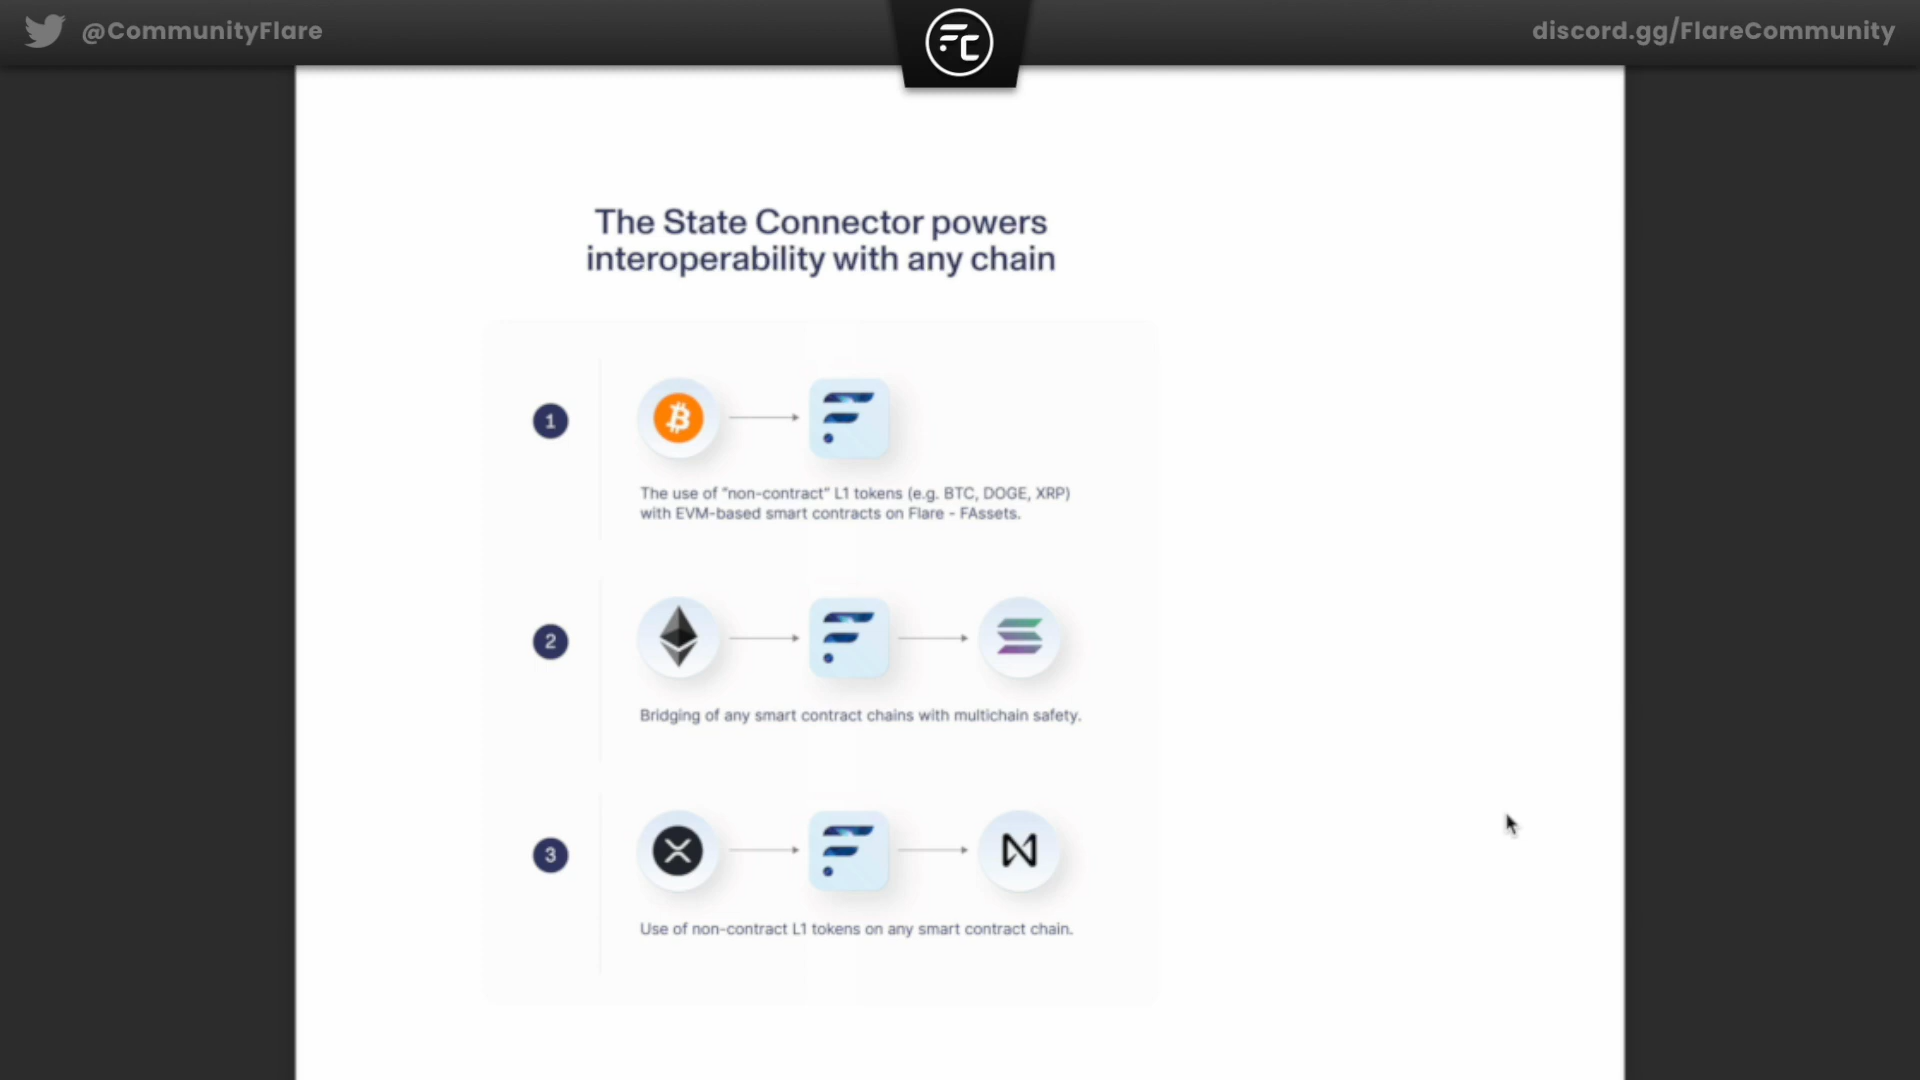 @CommunityFlare
FC
discord.gg/FlareCommunity
The State Connector powers
interoperability with any chain
1
The use of "non-contract" L1 tokens (e.g. BTC, DOGE, XRP)
with EVM-based smart contracts on Flare - FAssets.
2
Bridging of any smart contract chains with multichain safety.
3
Use of non-contract L1 tokens on any smart contract chain.